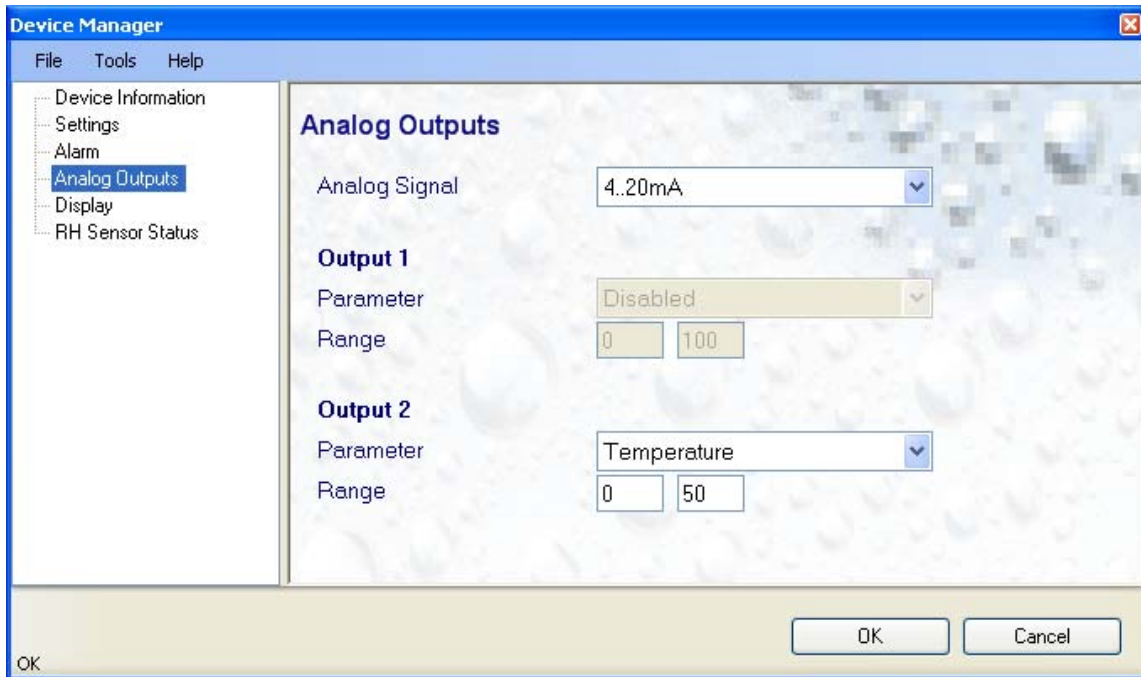 Device Manager
File Tools Help
Device Information
Settings
Alarm
Analog Outputs
Display
RH Sensor Status
Analog Outputs
Analog Signal 4..20mA
Output 1
Parameter Disabled
Range 0 100
Output 2
Parameter Temperature
Range 0 50
OK Cancel
OK